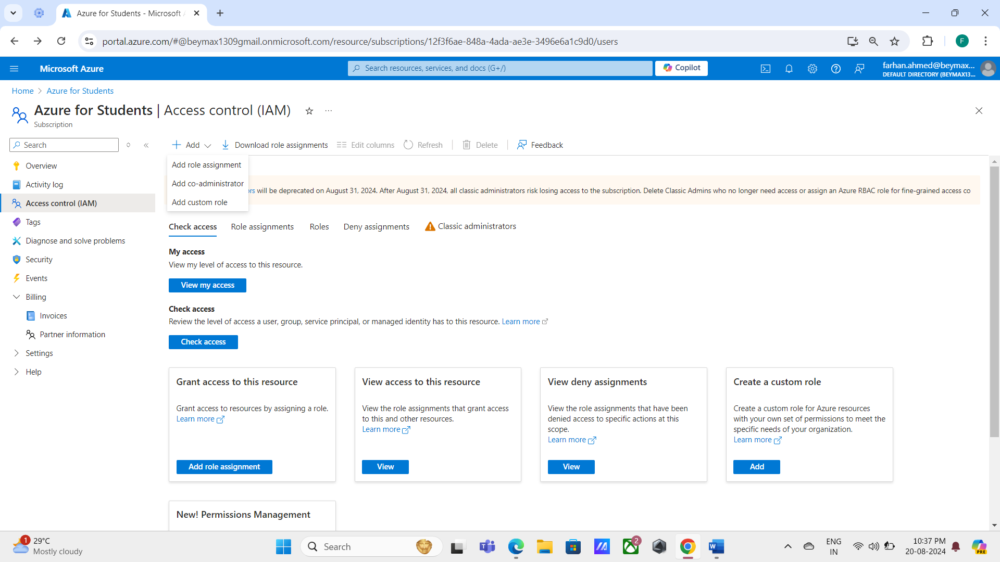 Azure for Students - Microsoft A
portal.azure.com/#@beymax1309gmail.onmicrosoft.com/resource/subscriptions/12f3f6ae-848a-4ada-ae3e-3496e6a1c9d0/users
F
Microsoft Azure
Search resources, services, and docs (G+/)
Copilot
farhan.ahmed@beymax...
DEFAULT DIRECTORY (BEYMAX13...
Home > Azure for Students
Azure for Students | Access control (IAM)
Subscription
Search
Add
Download role assignments
Edit columns
Refresh
Delete
Feedback
Add role assignment
Add co-administrator
Add custom role
ors will be deprecated on August 31, 2024. After August 31, 2024, all classic administrators risk losing access to the subscription. Delete Classic Admins who no longer need access or assign an Azure RBAC role for fine-grained access co
Overview
Activity log
Access control (IAM)
Tags
Diagnose and solve problems
Security
Events
Billing
Invoices
Partner information
Settings
Help
Check access
Role assignments
Roles
Deny assignments
Classic administrators
My access
View my level of access to this resource.
View my access
Check access
Review the level of access a user, group, service principal, or managed identity has to this resource. Learn more
Check access
Grant access to this resource
Grant access to resources by assigning a role.
Learn more
Add role assignment
View access to this resource
View the role assignments that grant access
to this and other resources.
Learn more
View
View deny assignments
View the role assignments that have been
denied access to specific actions at this
scope.
Learn more
View
Create a custom role
Create a custom role for Azure resources
with your own set of permissions to meet the
specific needs of your organization.
Learn more
Add
New! Permissions Management
1
29°C
Mostly cloudy
Search
2
ENG
IN
10:37 PM
20-08-2024
PRE